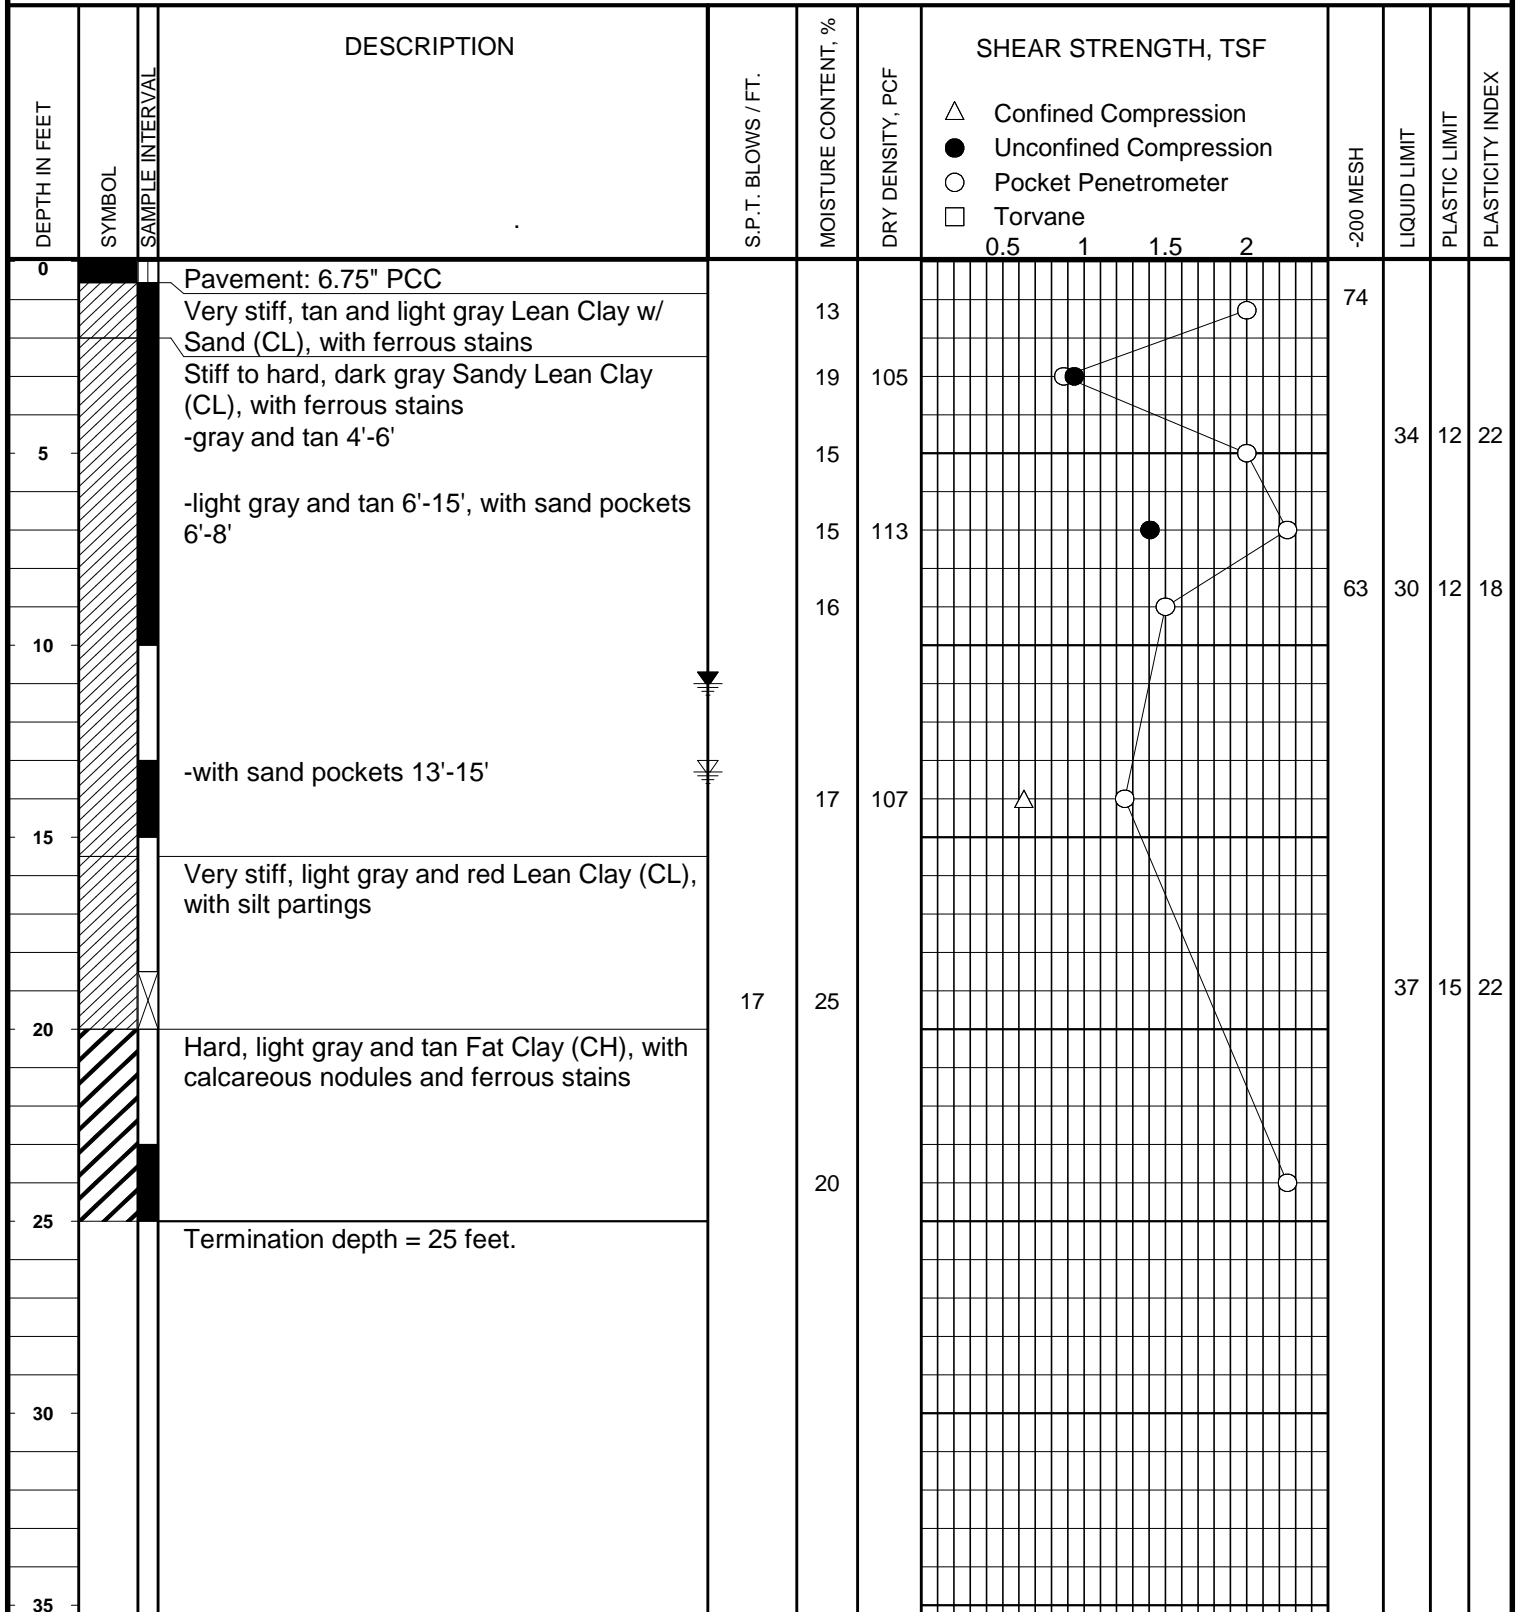 DEPTH IN FEET
SYMBOL
SAMPLE INTERVAL
DESCRIPTION
.
S.P.T. BLOWS / FT.
MOISTURE CONTENT, %
DRY DENSITY, PCF
SHEAR STRENGTH, TSF
Confined Compression
Unconfined Compression
Pocket Penetrometer
Torvane
0.5 1 1.5 2
-200 MESH
LIQUID LIMIT
PLASTIC LIMIT
PLASTICITY INDEX
0
Pavement: 6.75" PCC
Very stiff, tan and light gray Lean Clay w/
13 74
Sand (CL), with ferrous stains
Stiff to hard, dark gray Sandy Lean Clay
19 105
(CL), with ferrous stains
-gray and tan 4'-6'
34 12 22
5 15
-light gray and tan 6'-15', with sand pockets
6'-8'
15 113
63 30 12 18
16
10
-with sand pockets 13'-15'
17 107
15
Very stiff, light gray and red Lean Clay (CL),
with silt partings
37 15 22
17 25
20
Hard, light gray and tan Fat Clay (CH), with
calcareous nodules and ferrous stains
20
25
Termination depth = 25 feet.
30
35